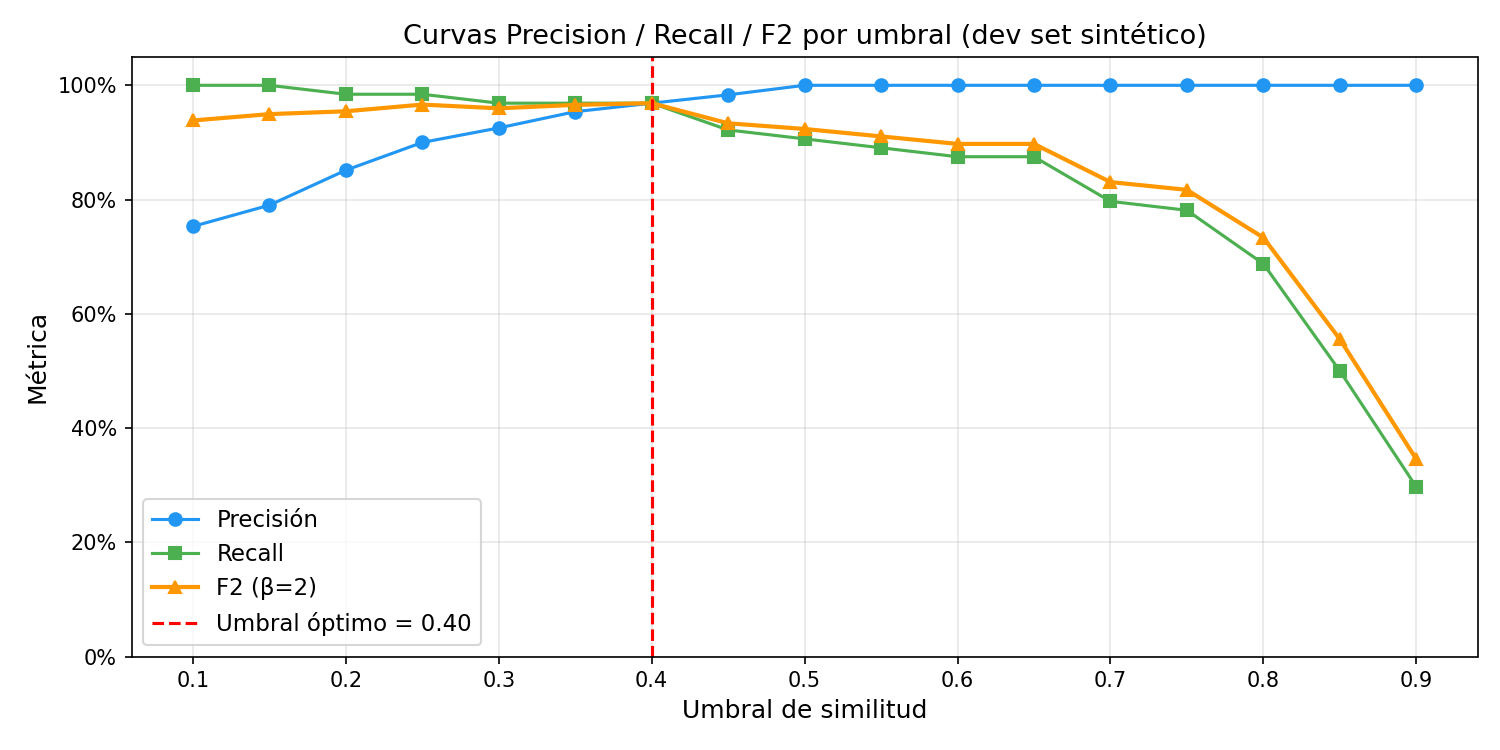 Curvas Precision / Recall / F2 por umbral (dev set sintético)
100%
80%
60%
40%
20%
0%
Métrica
Precisión
Recall
F2 (β=2)
Umbral óptimo = 0.40
0.1 0.2 0.3 0.4 0.5 0.6 0.7 0.8 0.9
Umbral de similitud